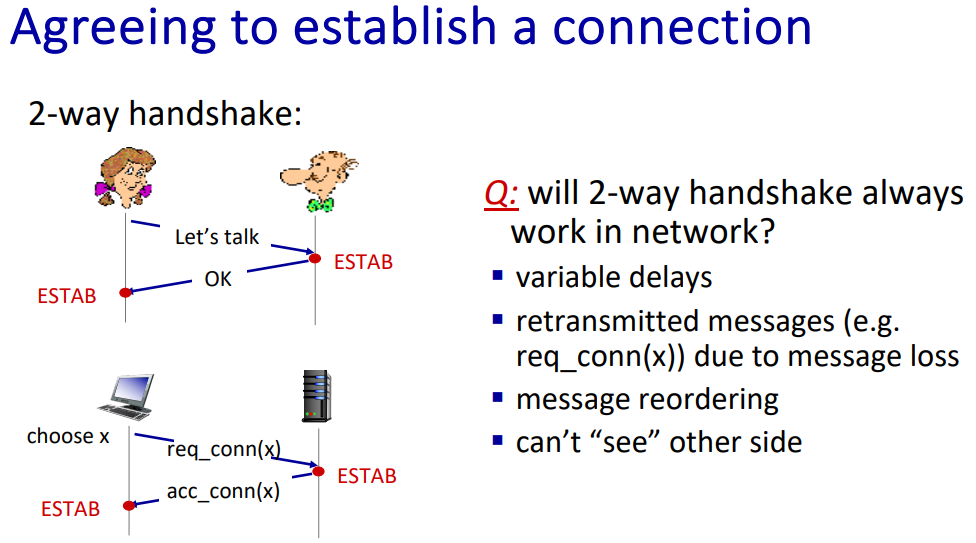 Agreeing to establish a connection
2-way handshake:
Let's talk
ESTAB
OK
ESTAB
choose x
req_conn(x)
ESTAB
acc_conn(x)
ESTAB
Q: will 2-way handshake always
work in network?
▪ variable delays
▪ retransmitted messages (e.g.
req_conn(x)) due to message loss
▪ message reordering
▪ can't “see” other side